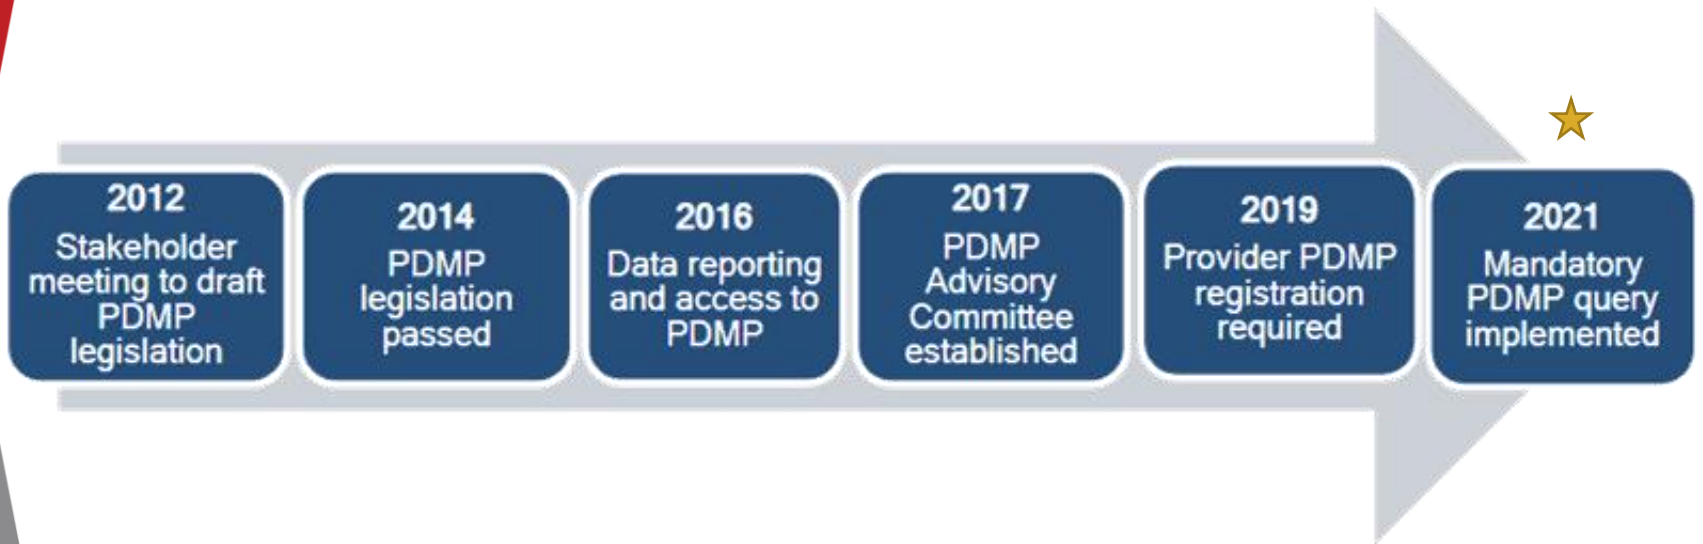 2012
Stakeholder
meeting to draft
PDMP
legislation
2014
PDMP
legislation
passed
2016
Data reporting
and access to
PDMP
2017
PDMP
Advisory
Committee
established
2019
Provider PDMP
registration
required
2021
Mandatory
PDMP query
implemented